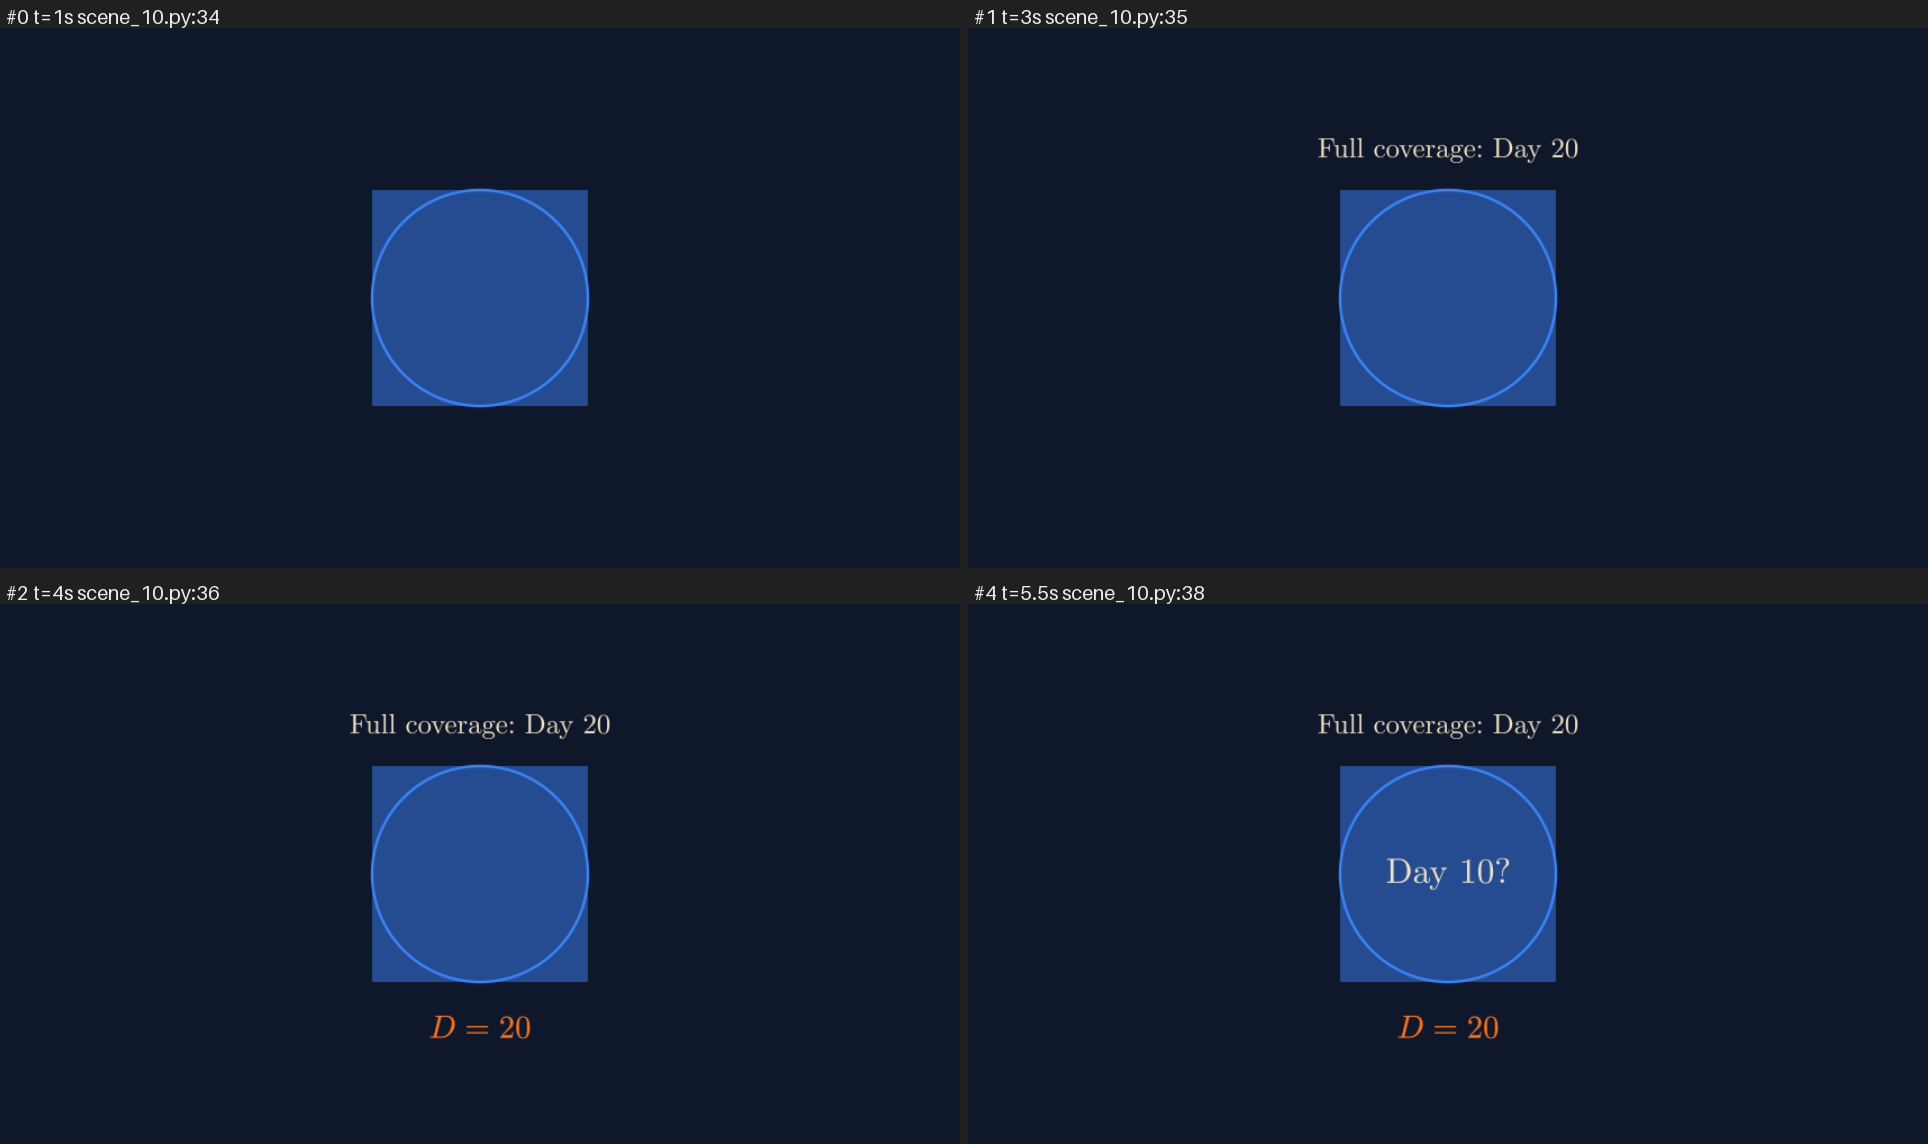 #0 t=1s scene_10.py:34
#1 t=3s scene_10.py:35
Full coverage: Day 20
#2 t=4s scene_10.py:36
Full coverage: Day 20
D = 20
#4 t=5.5s scene_10.py:38
Full coverage: Day 20
Day 10?
D = 20